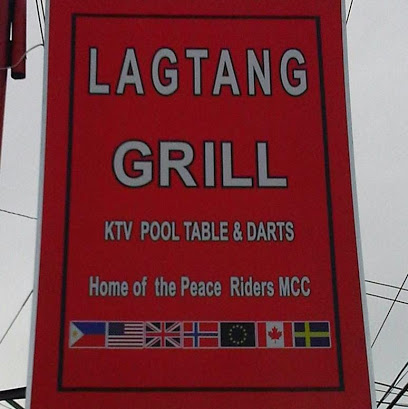 LAGTANG
GRILL
KTV POOL TABLE & DARTS
Home of the Peace Riders MCC